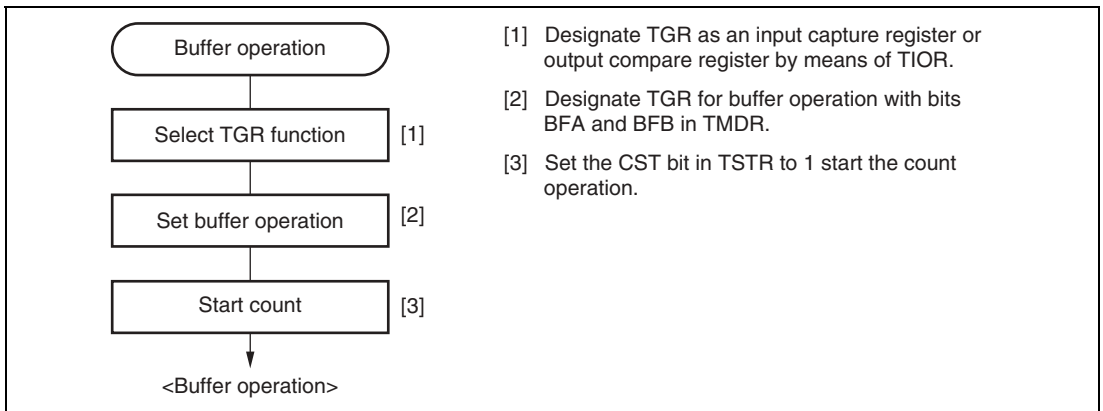 Buffer operation
Select TGR function
[1]
Set buffer operation
[2]
Start count
[3]
<Buffer operation>
[1] Designate TGR as an input capture register or
output compare register by means of TIOR.
[2] Designate TGR for buffer operation with bits
BFA and BFB in TMDR.
[3] Set the CST bit in TSTR to 1 start the count
operation.